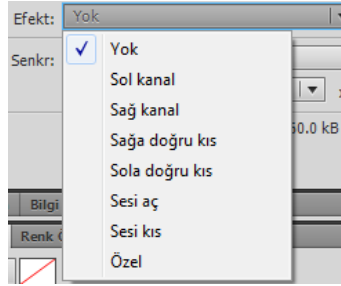 Efekt: Yok
Senkr:
Yok
Sol kanal
Sağ kanal
Sağa doğru kıs
Sola doğru kıs
Sesi aç
Sesi kıs
Özel
kB
Bilgi
Renk